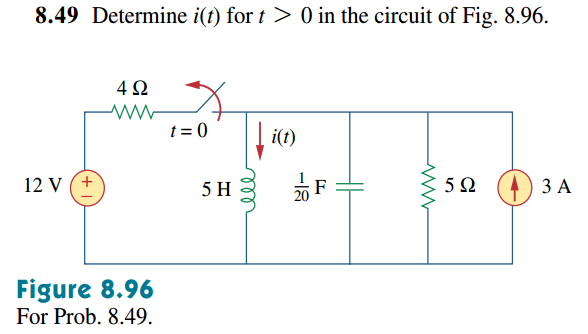 8.49 Determine i(t) for t > 0 in the circuit of Fig. 8.96.
4 Ω
t = 0
i(t)
12 V
+
−
5 H
1/20 F
5 Ω
3 A
Figure 8.96
For Prob. 8.49.